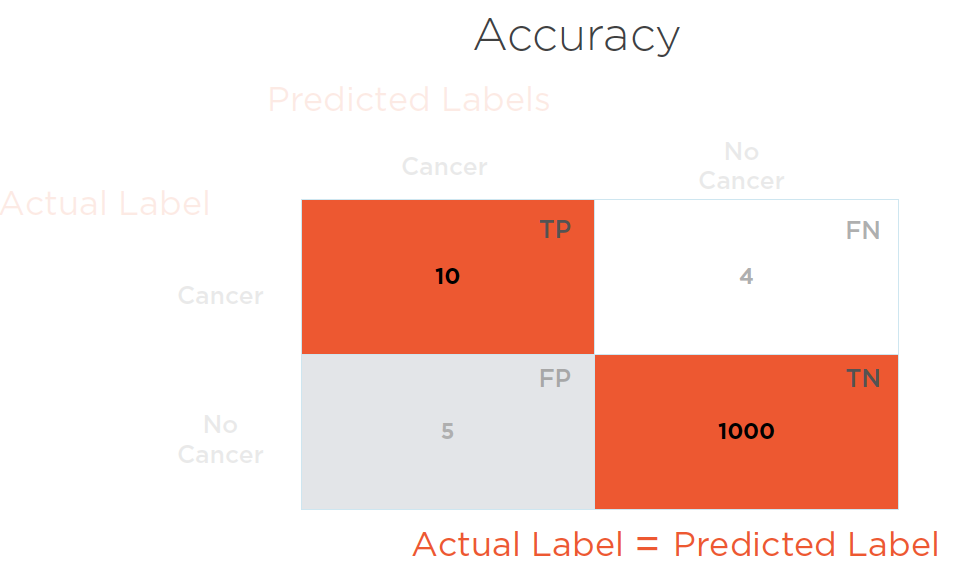 Accuracy
Predicted Labels
Cancer
No
Cancer
Actual Label
TP
10
FN
4
Cancer
FP
5
TN
1000
No
Cancer
Actual Label = Predicted Label